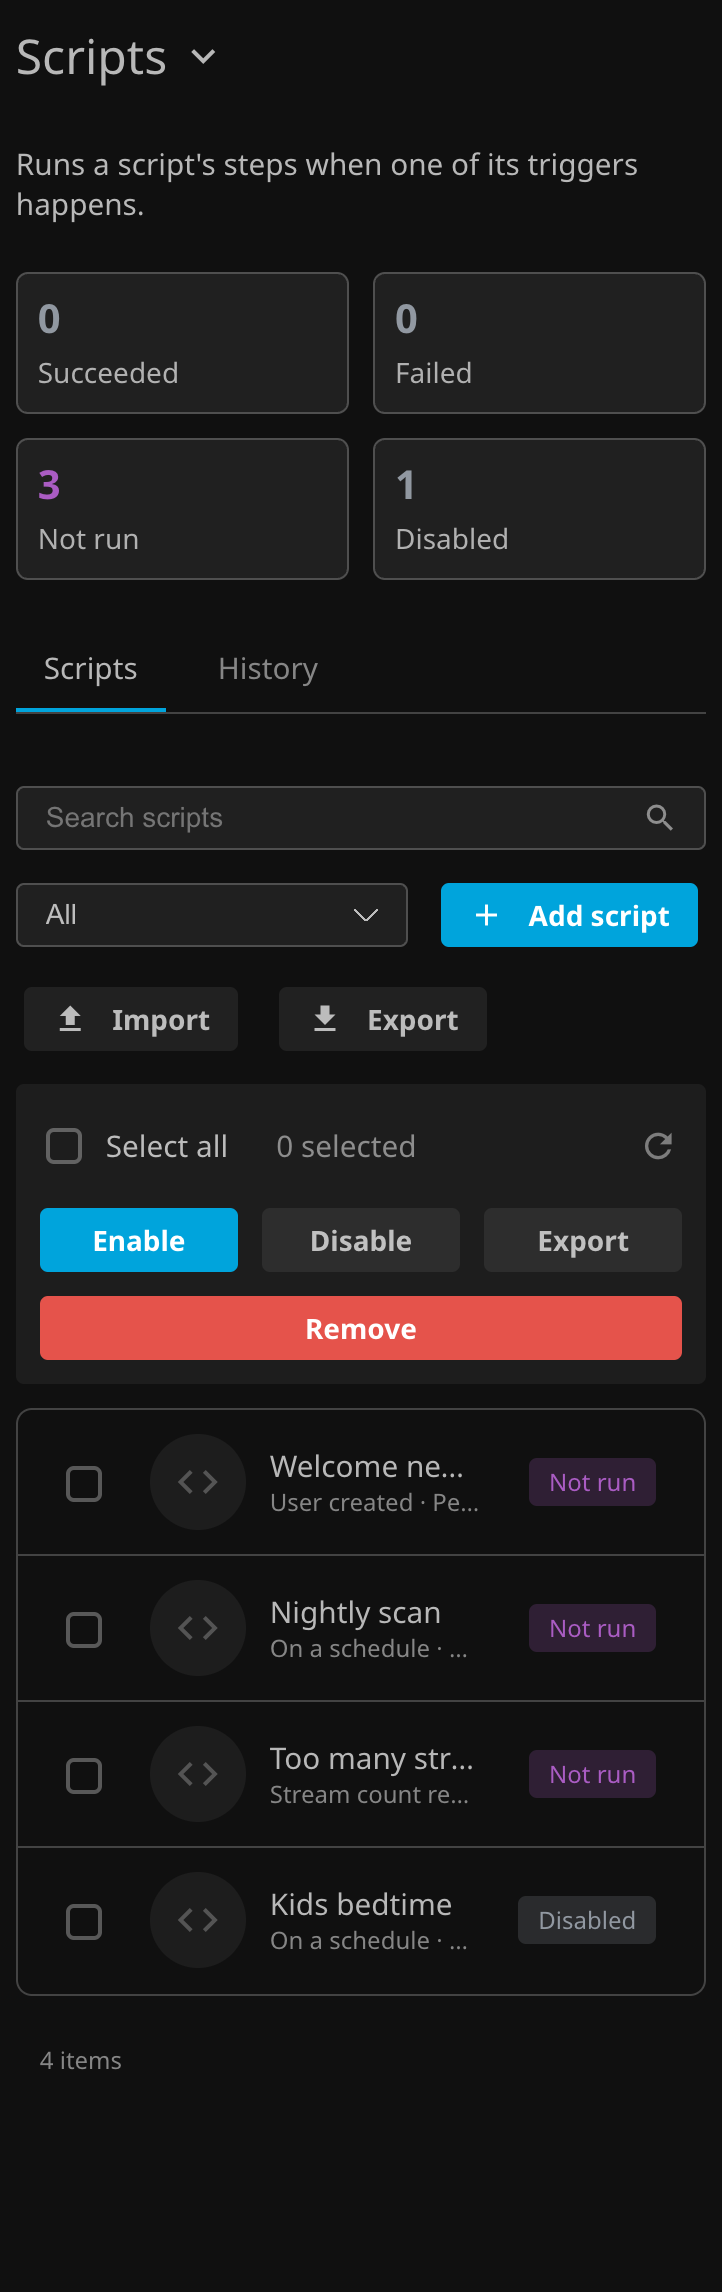 Scripts
Runs a script's steps when one of its triggers
happens.
0
Succeeded
0
Failed
3
Not run
1
Disabled
Scripts
History
Search scripts
All
Add script
Import
Export
Select all
0 selected
Enable
Disable
Export
Remove
Welcome ne...
User created · Pe...
Not run
Nightly scan
On a schedule · ...
Not run
Too many str...
Stream count re...
Not run
Kids bedtime
On a schedule · ...
Disabled
4 items